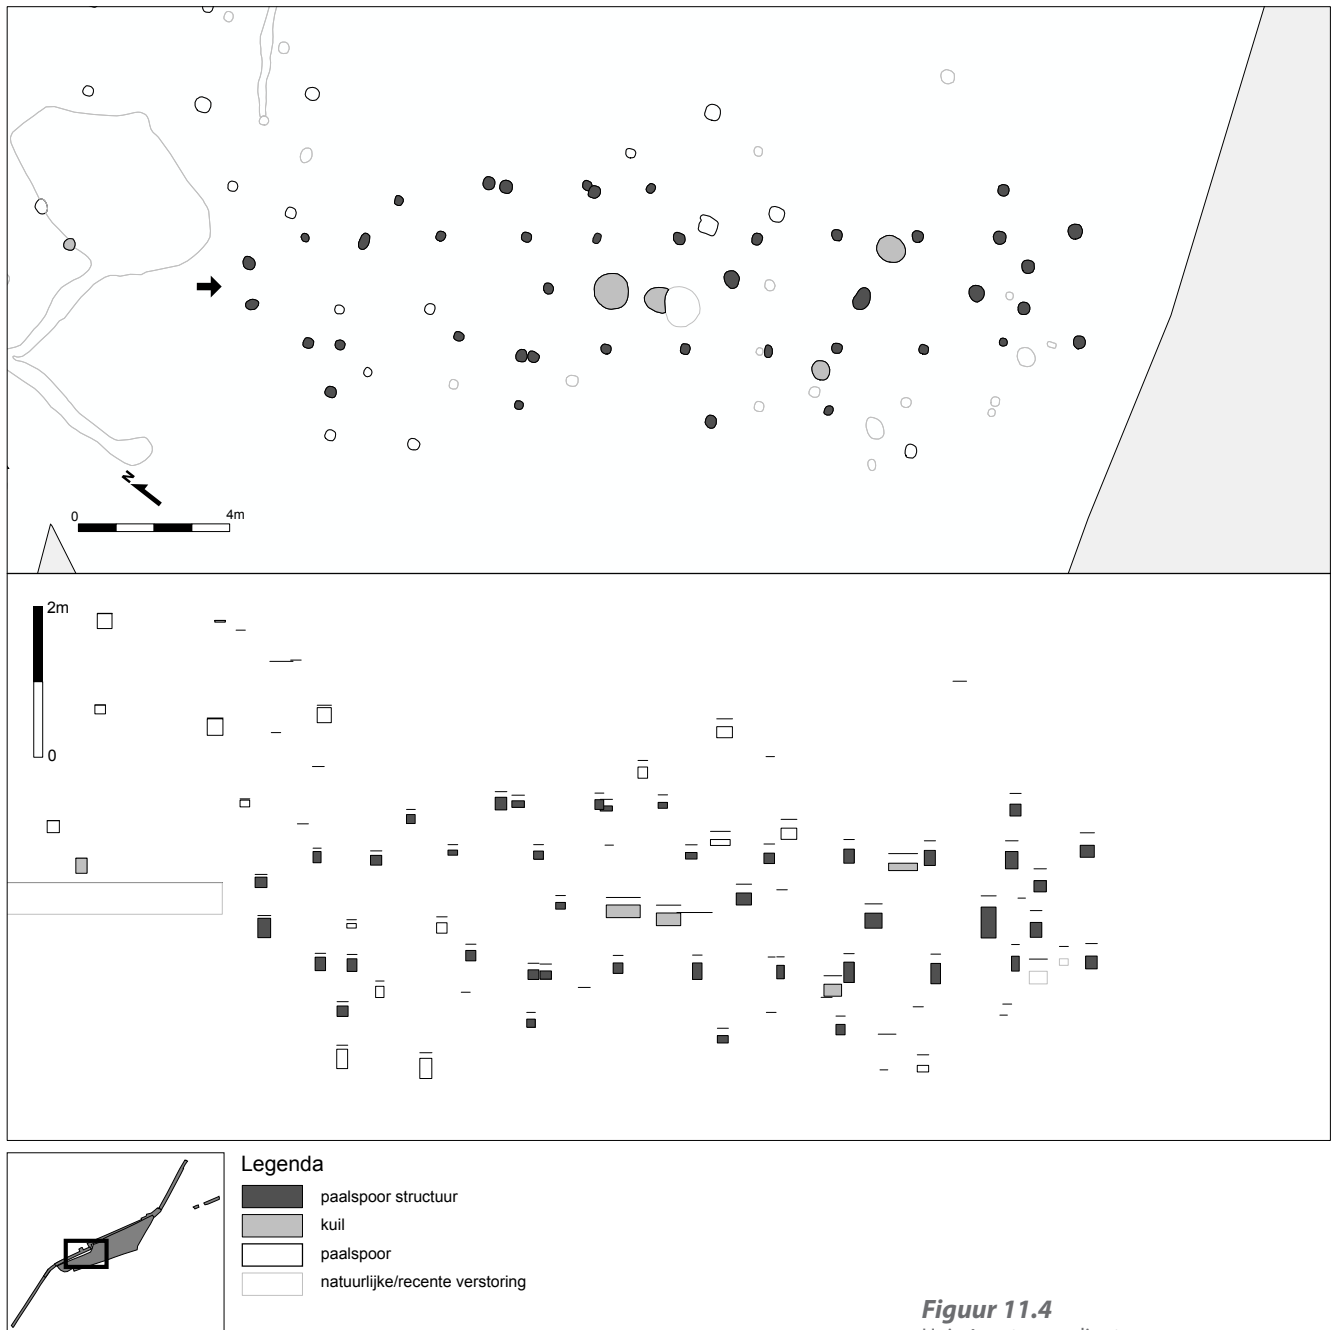 N
0 4m
2m
0
Legenda
paalspoor structuur
kuil
paalspoor
natuurlijke/recente verstoring
Figuur 11.4